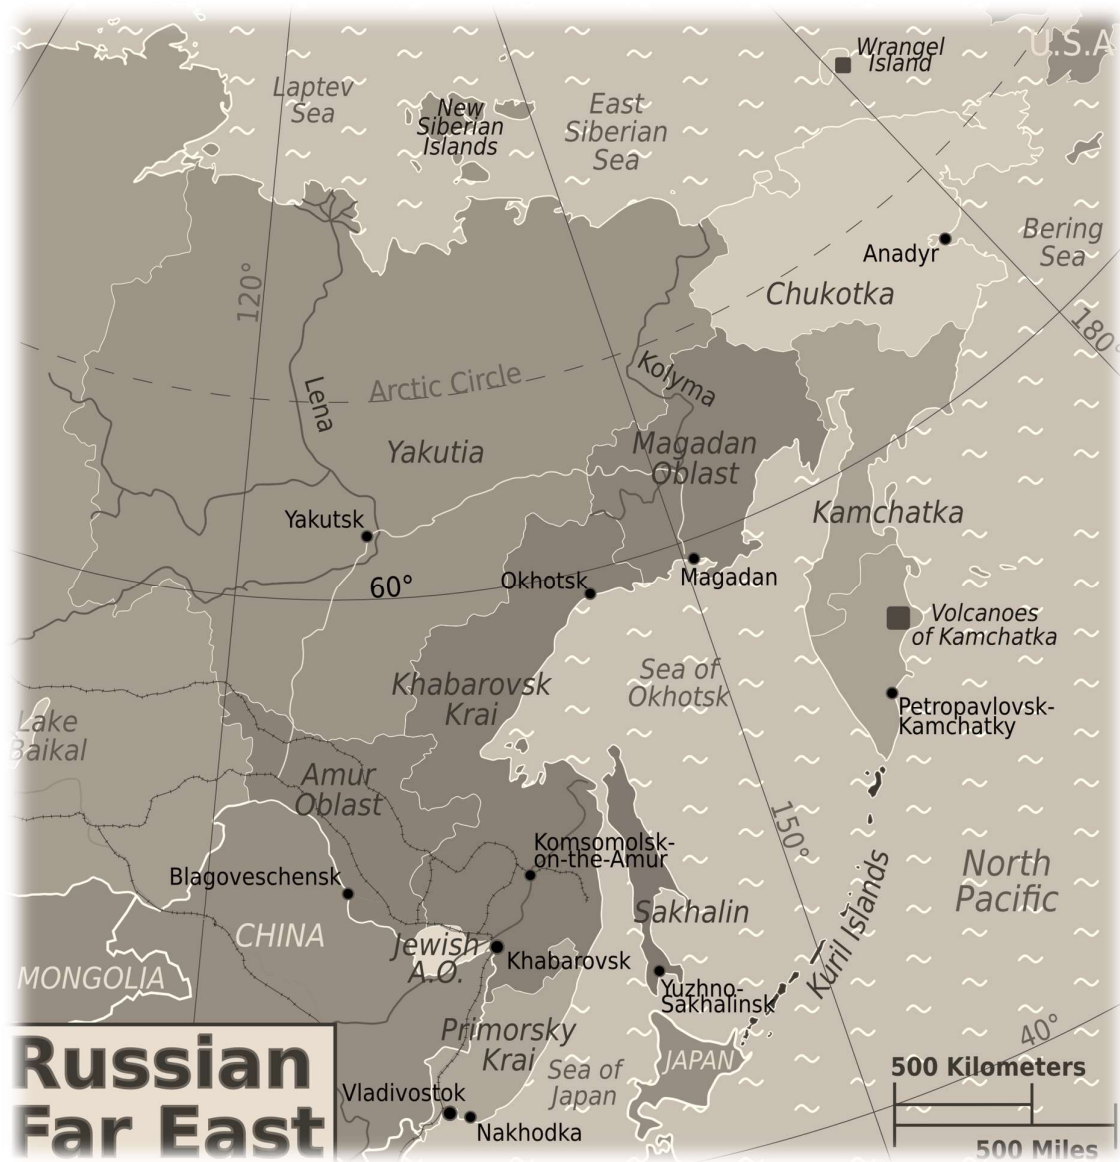 Wrangel
Island
U.S.A
Laptev
Sea
New
Siberian
Islands
East
Siberian
Sea
Bering
Sea
Anadyr
Chukotka
120°
180°
Arctic Circle
Lena
Kolyma
Yakutia
Magadan
Oblast
Kamchatka
Yakutsk
60°
Okhotsk
Magadan
Volcanoes
of Kamchatka
Khabarovsk
Krai
Sea of
Okhotsk
Petropavlovsk-
Kamchatky
Lake
Baikal
Amur
Oblast
150°
Komsomolsk-
on-the-Amur
North
Pacific
Blagoveschensk
Sakhalin
Kuril Islands
CHINA
Jewish
A.O.
Khabarovsk
MONGOLIA
Yuzhno-
Sakhalinsk
Primorsky
Krai
JAPAN
40°
Sea of
Japan
Vladivostok
Nakhodka
Russian
Far East
500 Kilometers
500 Miles